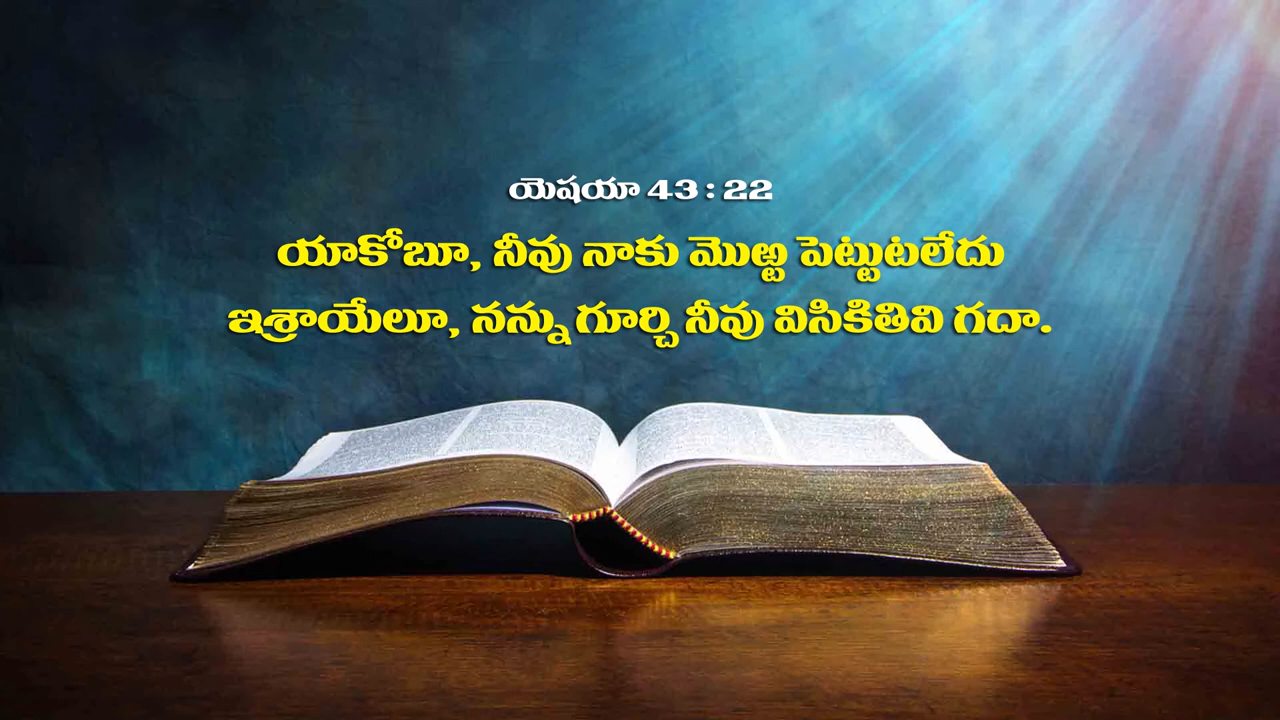 యెషయా 43 : 22
యాకోబూ, నీవు నాకు మొఱ్ఱ పెట్టుటలేదు
ఇశ్రాయేలూ, నన్ను గూర్చి నీవు విసికితివి గదా.